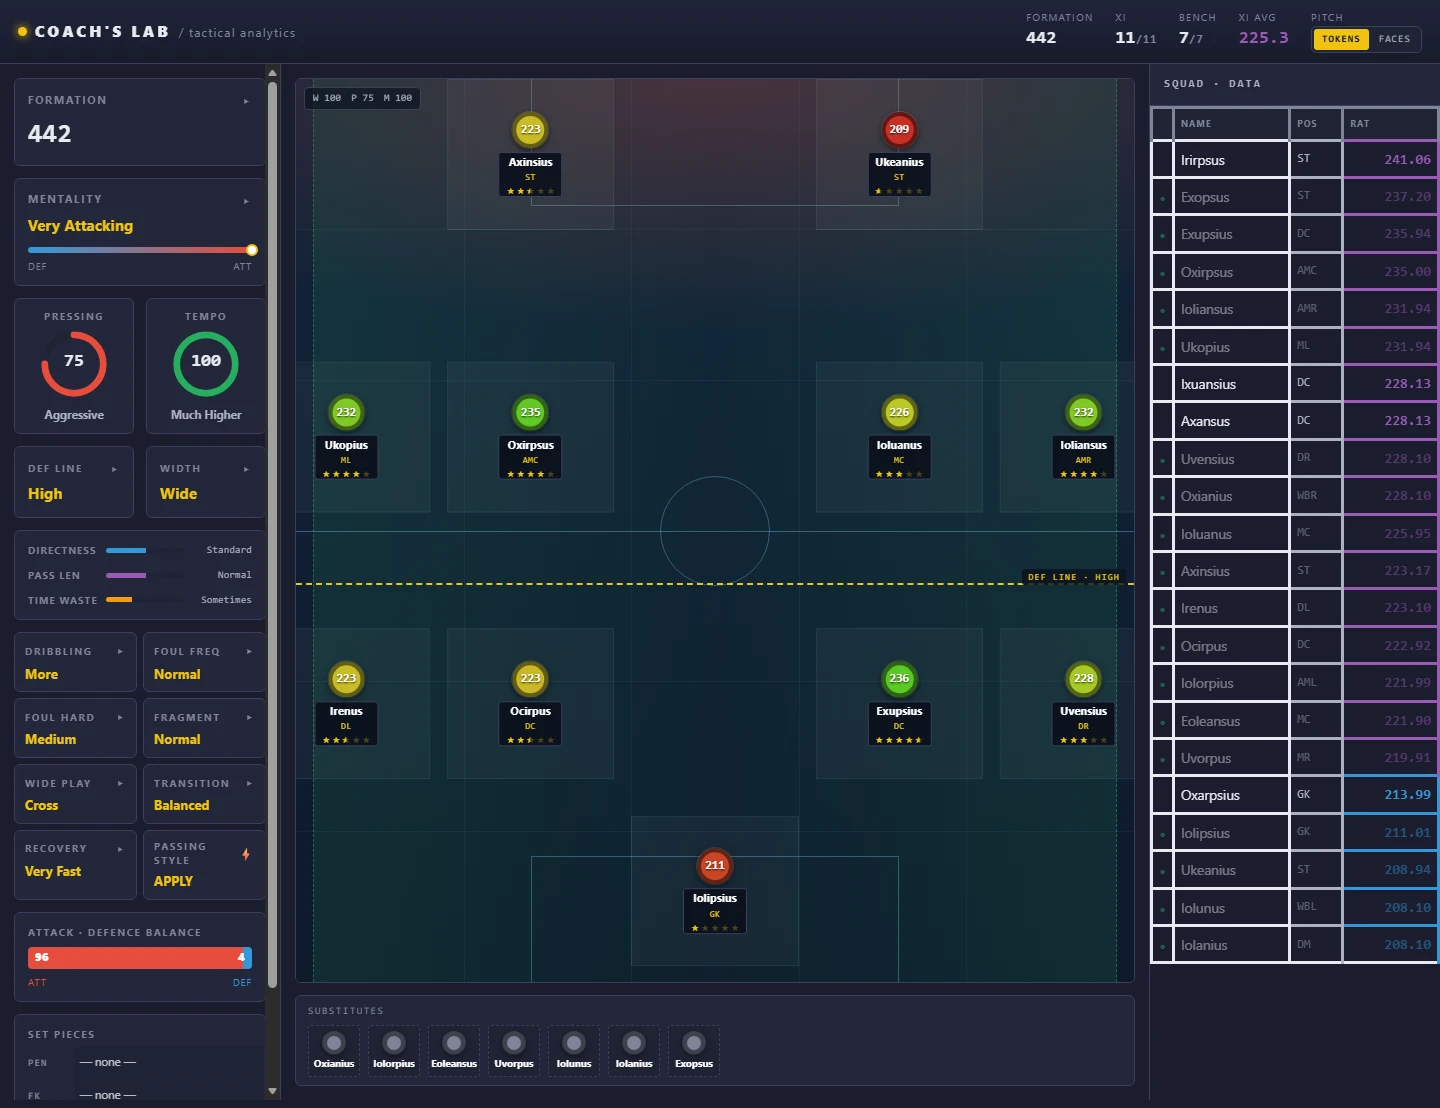 COACH'S LAB / tactical analytics
FORMATION
442
XI
11/11
BENCH
7/7
XI AVG
225.3
PITCH
TOKENS FACES
FORMATION
442
MENTALITY
Very Attacking
DEF ATT
PRESSING
75
Aggressive
TEMPO
100
Much Higher
DEF LINE
High
WIDTH
Wide
DIRECTNESS Standard
PASS LEN Normal
TIME WASTE Sometimes
DRIBBLING
More
FOUL FREQ
Normal
FOUL HARD
Medium
FRAGMENT
Normal
WIDE PLAY
Cross
TRANSITION
Balanced
RECOVERY
Very Fast
PASSING
STYLE
APPLY
ATTACK · DEFENCE BALANCE
96 4
ATT DEF
SET PIECES
PEN — none —
FK — none —
W 100 P 75 M 100
223
Axinsius
ST
209
Ukeanius
ST
232
Ukopius
ML
235
Oxirpsus
AMC
226
Ioluanus
MC
232
Ioliansus
AMR
DEF LINE · HIGH
223
Irenus
DL
223
Ocirpus
DC
236
Exupsius
DC
228
Uvensius
DR
211
Iolipsius
GK
SUBSTITUTES
Oxianius Iolorpius Eoleansus Uvorpus Iolunus Iolanius Exopsus
SQUAD · DATA
NAME POS RAT
Irirpsus ST 241.06
Exopsus ST 237.20
Exupsius DC 235.94
Oxirpsus AMC 235.00
Ioliansus AMR 231.94
Ukopius ML 231.94
Ixuansius DC 228.13
Axansus DC 228.13
Uvensius DR 228.10
Oxianius WBR 228.10
Ioluanus MC 225.95
Axinsius ST 223.17
Irenus DL 223.10
Ocirpus DC 222.92
Iolorpius AML 221.99
Eoleansus MC 221.90
Uvorpus MR 219.91
Oxarpsius GK 213.99
Iolipsius GK 211.01
Ukeanius ST 208.94
Iolunus WBL 208.10
Iolanius DM 208.10